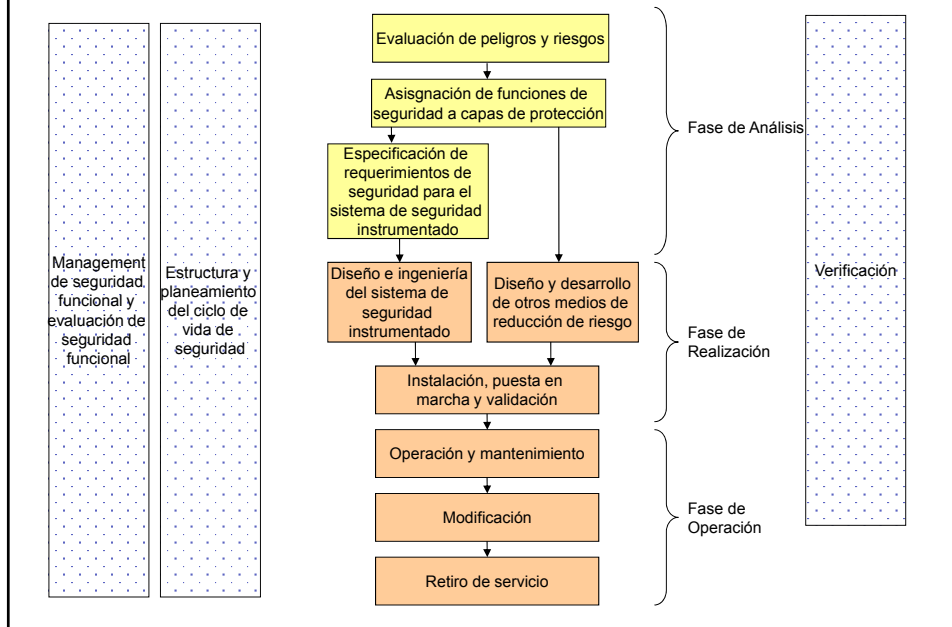 Evaluación de peligros y riesgos
Asisgnación de funciones de
seguridad a capas de protección
Fase de Análisis
Especificación de
requerimientos de
seguridad para el
sistema de seguridad
instrumentado
Management
de seguridad
funcional y
evaluación de
seguridad
funcional
Estructura y
planeamiento
del ciclo de
vida de
seguridad
Diseño e ingeniería
del sistema de
seguridad
instrumentado
Diseño y desarrollo
de otros medios de
reducción de riesgo
Verificación
Fase de
Realización
Instalación, puesta en
marcha y validación
Operación y mantenimiento
Modificación
Fase de
Operación
Retiro de servicio